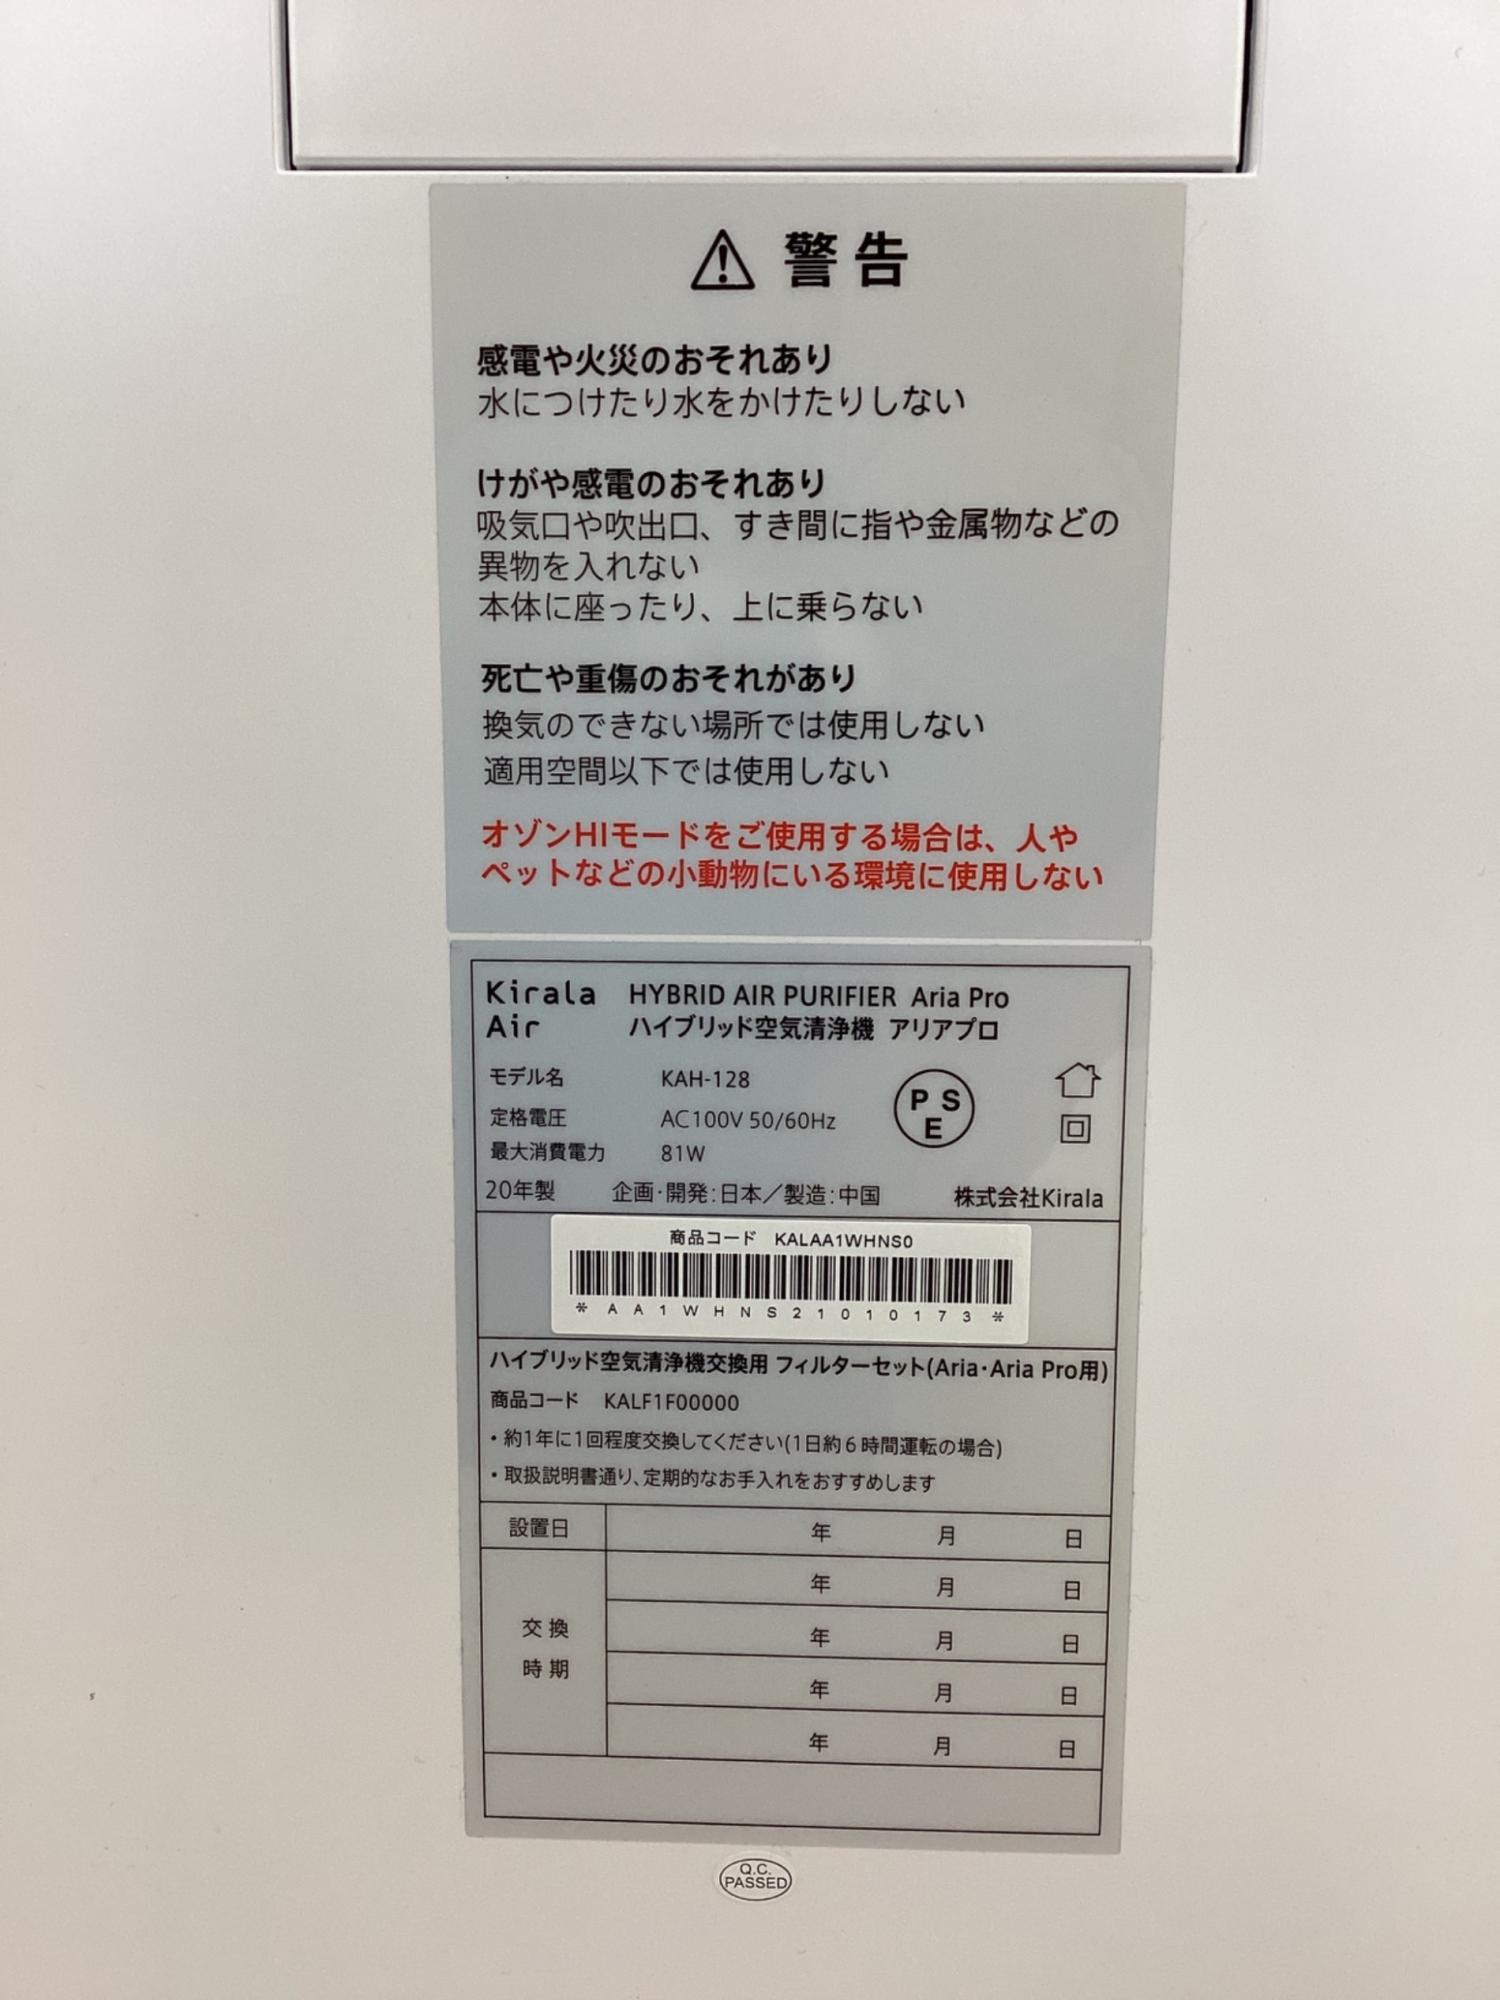 警告
感電や火災のおそれあり
水につけたり水をかけたりしない
けがや感電のおそれあり
吸気口や吹出口、すき間に指や金属物などの
異物を入れない
本体に座ったり、上に乗らない
死亡や重傷のおそれがあり
換気のできない場所では使用しない
適用空間以下では使用しない
オゾンHIモードをご使用する場合は、人や
ペットなどの小動物にいる環境に使用しない
Kirala Air
HYBRID AIR PURIFIER Aria Pro
ハイブリッド空気清浄機 アリアプロ
モデル名 KAH-128
定格電圧 AC100V 50/60Hz
最大消費電力 81W
PSE
20年製 企画・開発:日本/製造:中国 株式会社Kirala
商品コード KALAA1WHNS0
*AA1WHNS21010173*
ハイブリッド空気清浄機交換用 フィルターセット(Aria・Aria Pro用)
商品コード KALF1F00000
・約1年に1回程度交換してください(1日約6時間運転の場合)
・取扱説明書通り、定期的なお手入れをおすすめします
設置日 年 月 日
交換時期 年 月 日
年 月 日
年 月 日
年 月 日
Q.C.
PASSED